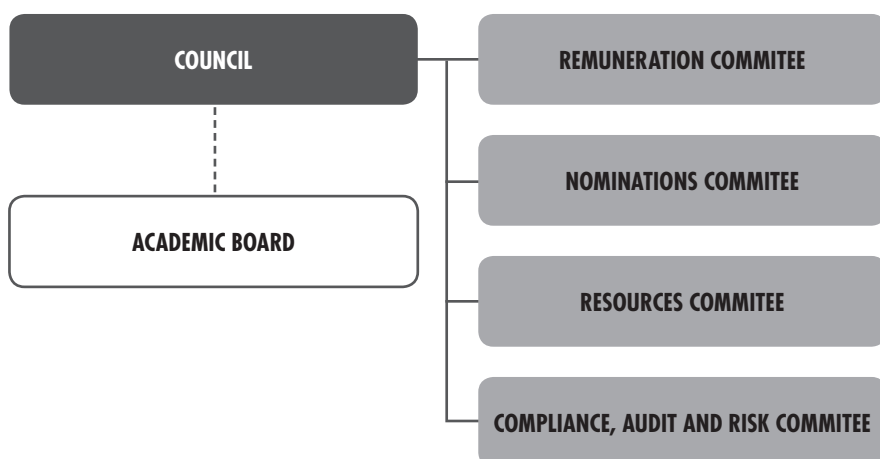 COUNCIL
REMUNERATION COMMITEE
NOMINATIONS COMMITEE
ACADEMIC BOARD
RESOURCES COMMITEE
COMPLIANCE, AUDIT AND RISK COMMITEE